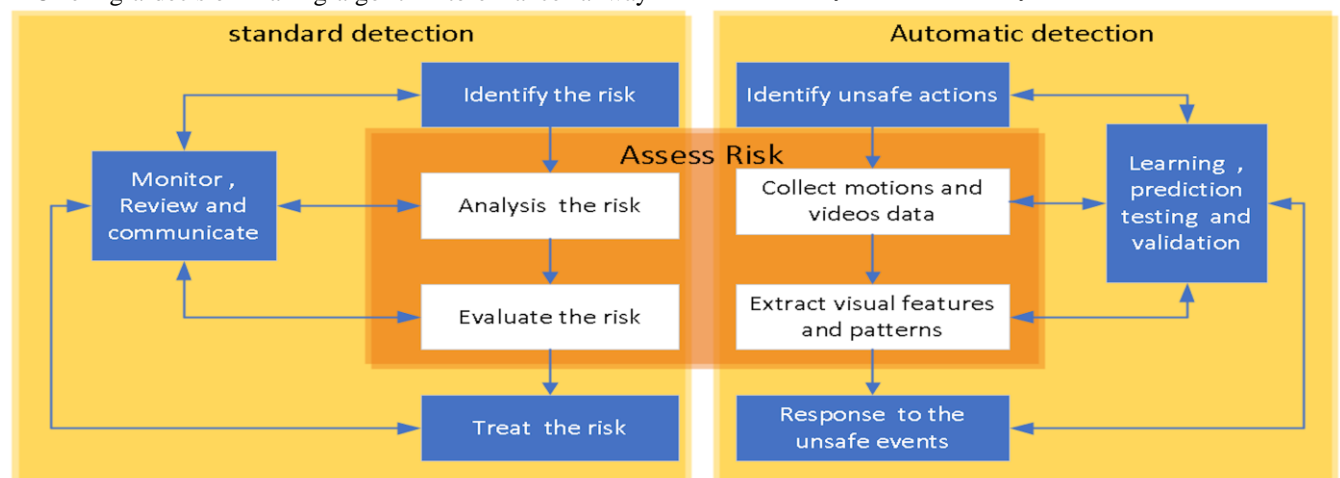 standard detection
Identify the risk
Assess Risk
Monitor ,
Review and
communicate
Analysis the risk
Evaluate the risk
Treat the risk
Automatic detection
Identify unsafe actions
Collect motions and
videos data
Learning ,
prediction
testing and
validation
Extract visual features
and patterns
Response to the
unsafe events